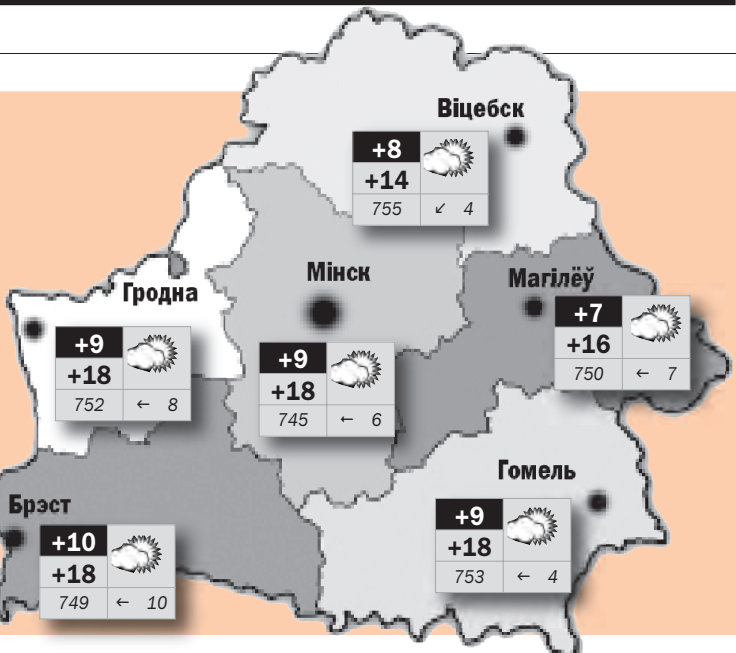 Віцебск
+8
+14
755 ↙ 4
Мінск
+9
+18
745 ← 6
Магілёў
+7
+16
750 ← 7
Гродна
+9
+18
752 ← 8
Гомель
+9
+18
753 ← 4
Брэст
+10
+18
749 ← 10